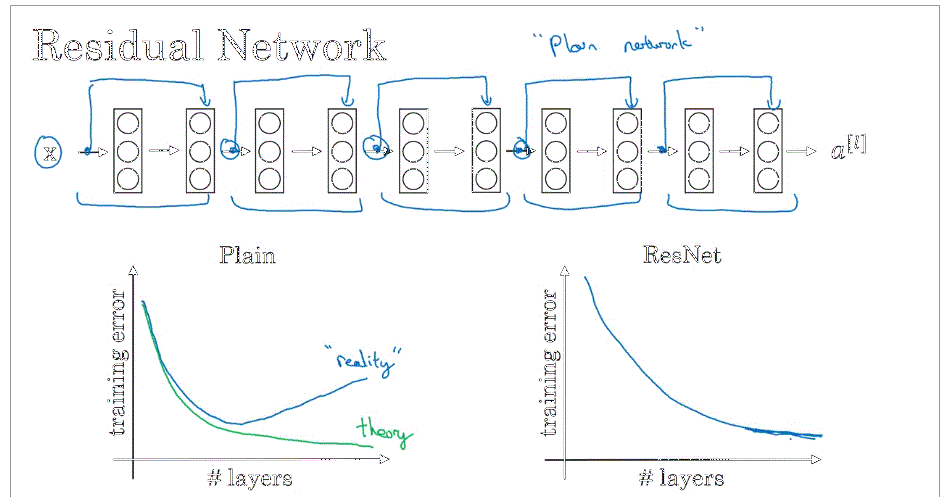 Residual Network
"Plain network"
x
a[l]
Plain
training error
"reality"
theory
# layers
ResNet
training error
# layers